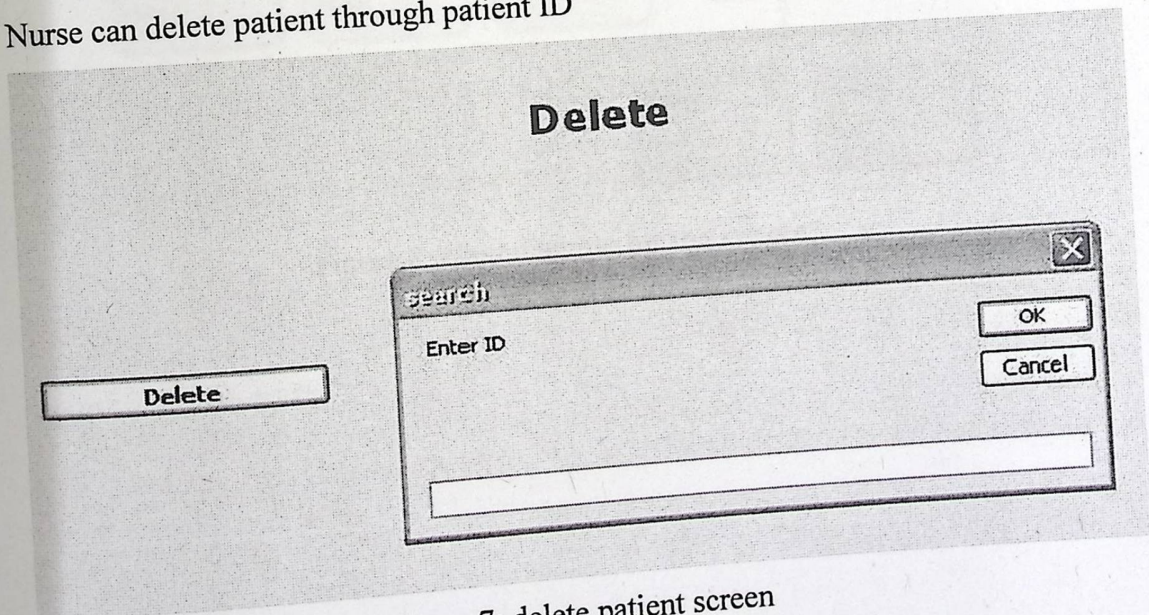 Nurse can delete patient through patient ID
Delete
search
Enter ID
OK
Cancel
Delete
delete patient screen